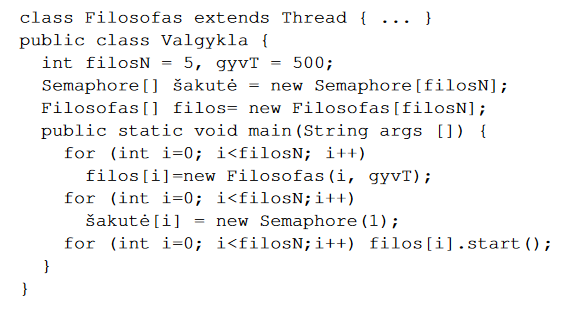 class Filosofas extends Thread { ... }
public class Valgykla {
int filosN = 5, gyvT = 500;
Semaphore[] šakutė = new Semaphore[filosN];
Filosofas[] filos= new Filosofas[filosN];
public static void main(String args []) {
for (int i=0; i<filosN; i++)
filos[i]=new Filosofas(i, gyvT);
for (int i=0; i<filosN;i++)
šakutė[i] = new Semaphore(1);
for (int i=0; i<filosN;i++) filos[i].start();
}
}